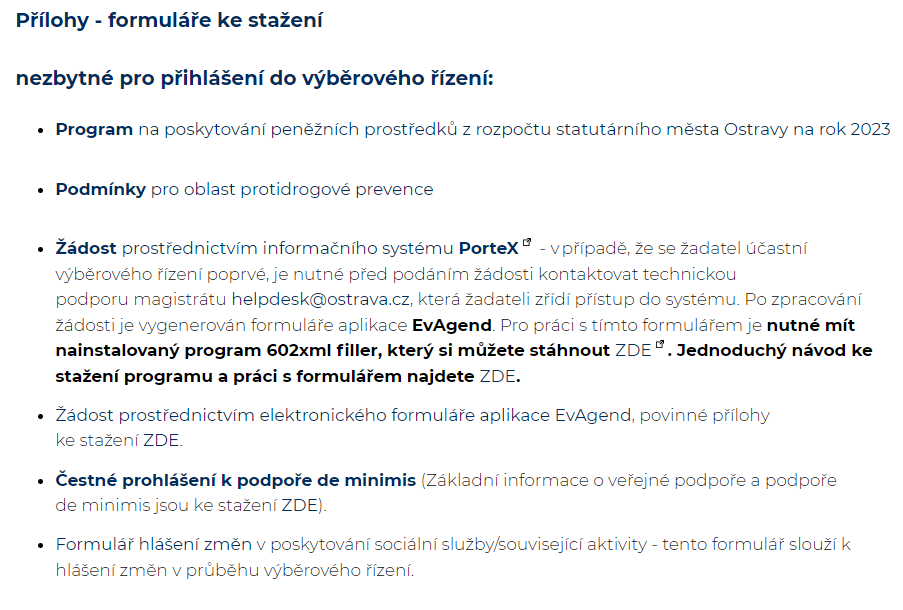 Přílohy - formuláře ke stažení
nezbytné pro přihlášení do výběrového řízení:
• Program na poskytování peněžních prostředků z rozpočtu statutárního města Ostravy na rok 2023
• Podmínky pro oblast protidrogové prevence
• Žádost prostřednictvím informačního systému PorteX - v případě, že se žadatel účastní
výběrového řízení poprvé, je nutné před podáním žádosti kontaktovat technickou
podporu magistrátu helpdesk@ostrava.cz, která žadateli zřídí přístup do systému. Po zpracování
žádosti je vygenerován formuláře aplikace EvAgend. Pro práci s tímto formulářem je nutné mít
nainstalovaný program 602xml filler, který si můžete stáhnout ZDE. Jednoduchý návod ke
stažení programu a práci s formulářem najdete ZDE.
• Žádost prostřednictvím elektronického formuláře aplikace EvAgend, povinné přílohy
ke stažení ZDE.
• Čestné prohlášení k podpoře de minimis (Základní informace o veřejné podpoře a podpoře
de minimis jsou ke stažení ZDE).
• Formulář hlášení změn v poskytování sociální služby/související aktivity - tento formulář slouží k
hlášení změn v průběhu výběrového řízení.